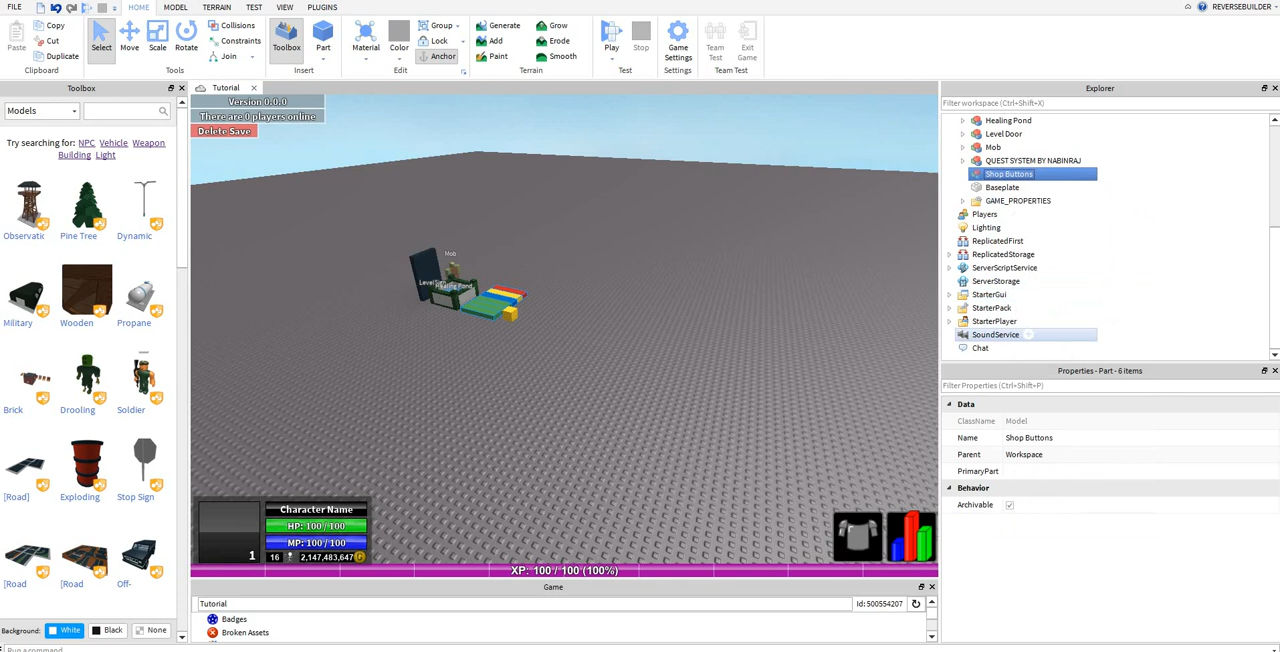 FILE HOME MODEL TERRAIN TEST VIEW PLUGINS REVERSEBUILDER
Paste Copy Cut Duplicate Clipboard
Select Move Scale Rotate Collisions Constraints Join Tools
Toolbox Part Insert
Material Color Group Lock Anchor Edit
Generate Add Paint Grow Erode Smooth Terrain
Play Stop Test
Game Settings Settings
Team Test Exit Game Team Test
Toolbox
Models
Try searching for: NPC Vehicle Weapon
Building Light
Observatic Pine Tree Dynamic
Military Wooden Propane
Brick Drooling Soldier
[Road] Exploding Stop Sign
[Road [Road Off-
Background: White Black None
Run a command
Tutorial
Version 0.0.0
There are 0 players online
Delete Save
Mob
Healing Pond
Character Name
HP: 100 / 100
MP: 100 / 100
1 16 2,147,483,647
XP: 100 / 100 (100%)
Game
Tutorial Id: 500554207
Badges
Broken Assets
Explorer
Filter workspace (Ctrl+Shift+X)
Healing Pond
Level Door
Mob
QUEST SYSTEM BY NABINRAJ
Shop Buttons
Baseplate
GAME_PROPERTIES
Players
Lighting
ReplicatedFirst
ReplicatedStorage
ServerScriptService
ServerStorage
StarterGui
StarterPack
StarterPlayer
SoundService
Chat
Properties - Part - 6 items
Filter Properties (Ctrl+Shift+P)
Data
ClassName Model
Name Shop Buttons
Parent Workspace
PrimaryPart
Behavior
Archivable